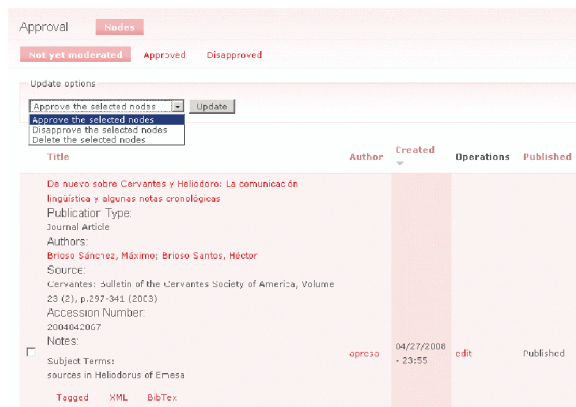 Approval Nodes
Not yet moderated Approved Disapproved
Update options
Approve the selected nodes Update
Approve the selected nodes
Disapprove the selected nodes
Delete the selected nodes
Title Author Created Operations Published
De nuevo sobre Cervantes y Heliodoro: La comunicación
lingüística y algunas notas cronológicas
Publication Type:
Journal Article
Authors:
Brioso Sánchez, Máximo; Brioso Santos, Héctor
Source:
Cervantes: Bulletin of the Cervantes Society of America, Volume
23 (2), p.297-341 (2003)
Accession Number:
2004042067
Notes:
Subject Terms:
sources in Heliodorus of Emesa
apresa 04/27/2008 - 23:55 edit Published
Tagged XML BibTex